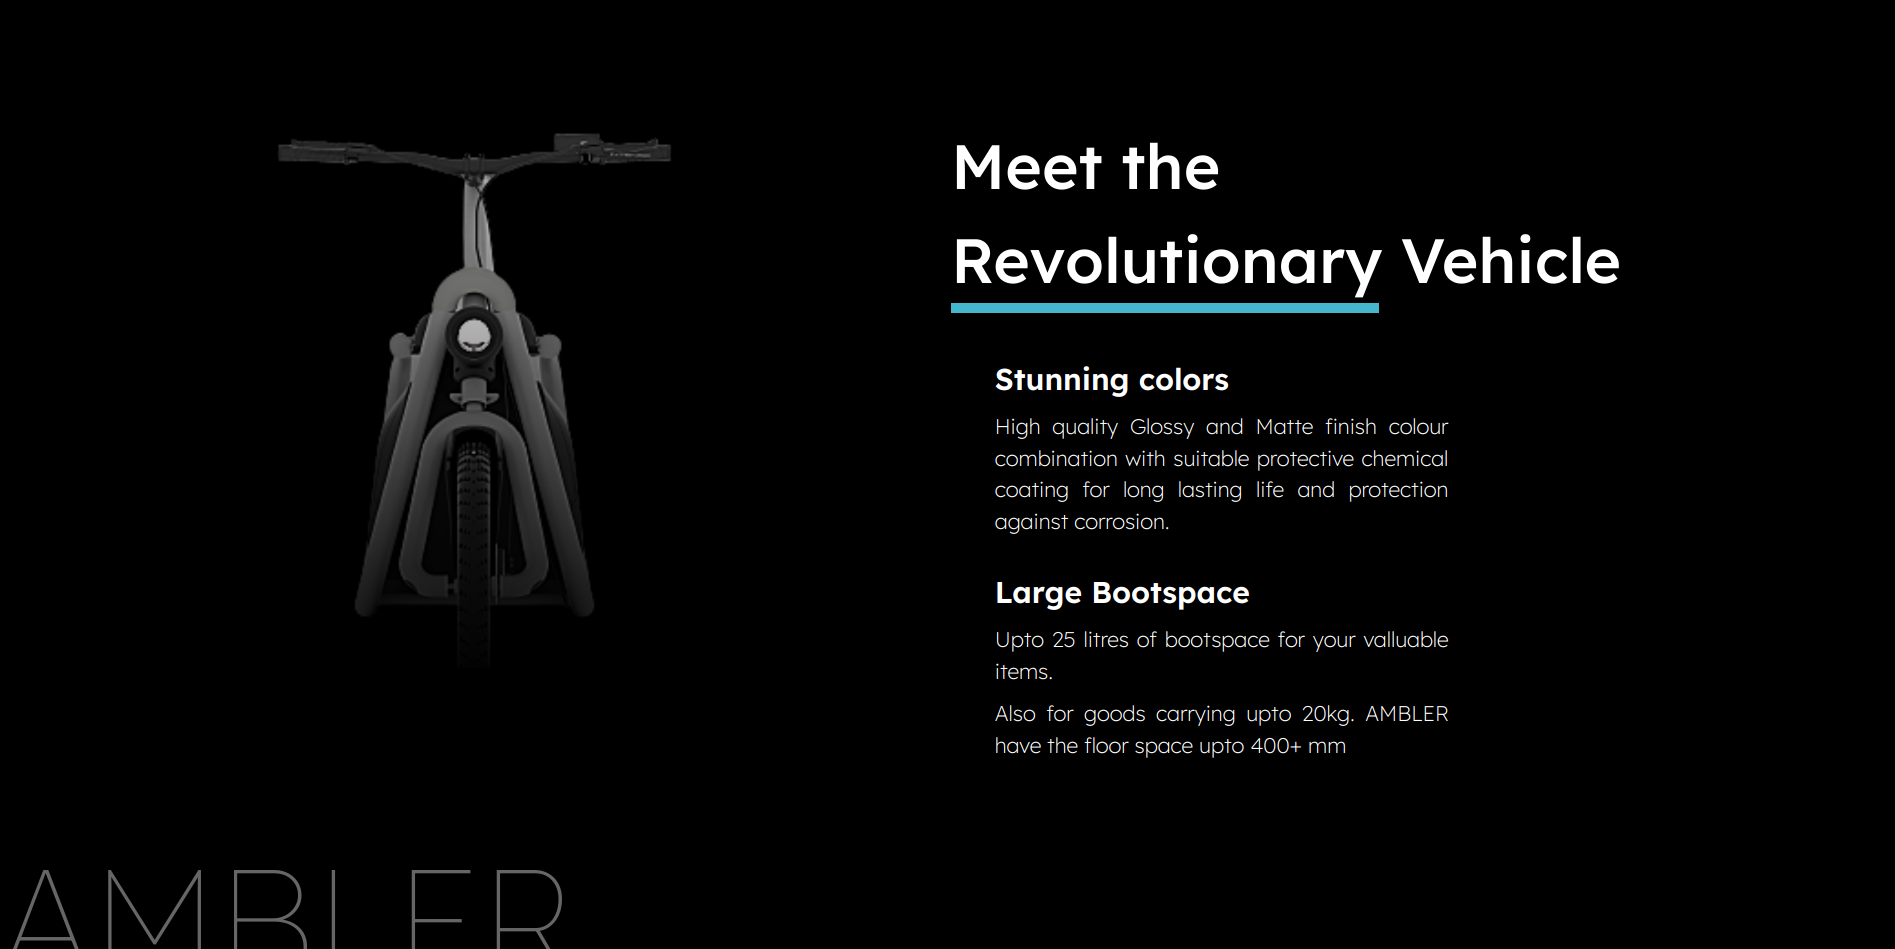 Meet the
Revolutionary Vehicle
Stunning colors
High quality Glossy and Matte finish colour
combination with suitable protective chemical
coating for long lasting life and protection
against corrosion.
Large Bootspace
Upto 25 litres of bootspace for your valluable
items.
Also for goods carrying upto 20kg. AMBLER
have the floor space upto 400+ mm
AMBLER